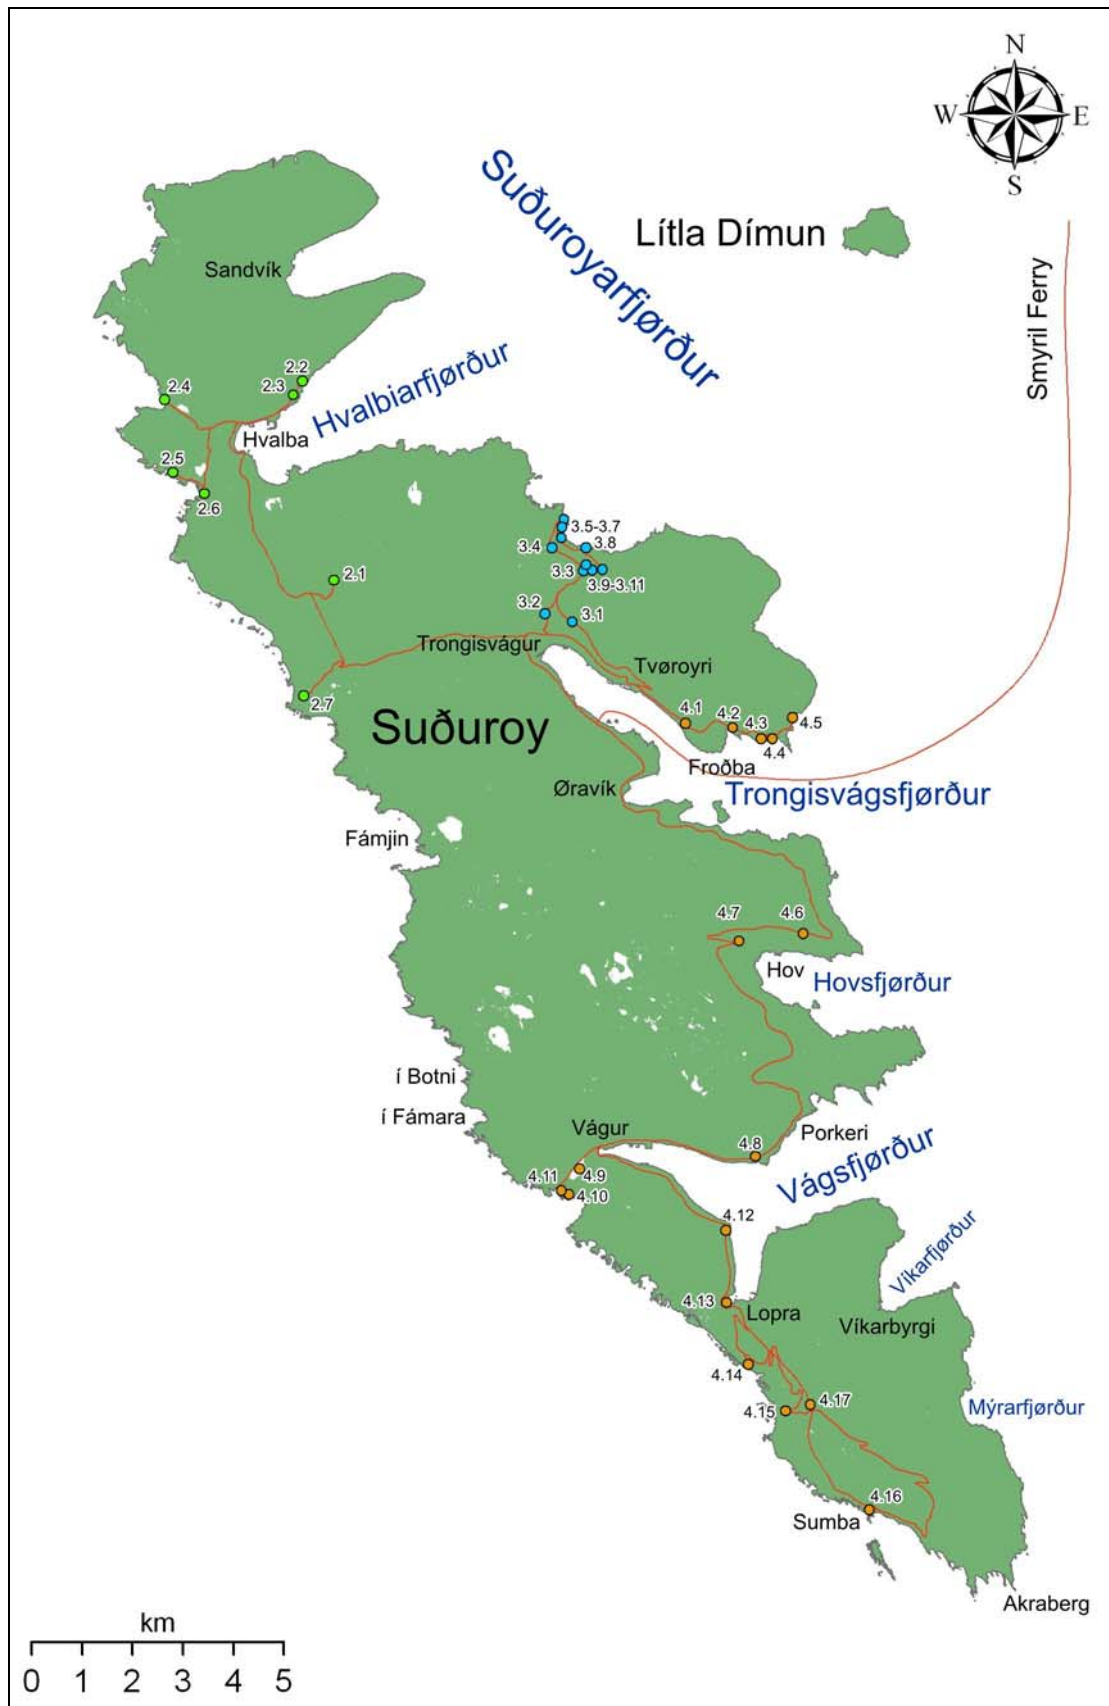 N
W
E
S
Suðuroyarfjørður
Lítla Dímun
Smyril Ferry
Sandvík
2.2
2.3
2.4
Hvalbiarfjørður
Hvalba
2.5
2.6
3.5-3.7
3.4
3.8
3.3
3.9-3.11
2.1
3.2
3.1
Trongisvágur
Tvøroyri
2.7
Suðuroy
4.1
4.2
4.3
4.5
4.4
Froðba
Øravík
Trongisvágsfjørður
Fámjin
4.7
4.6
Hov
Hovsfjørður
í Botni
í Fámara
Vágur
Porkeri
4.8
Vágsfjørður
4.9
4.11
4.10
4.12
Víkarfjørður
4.13
Lopra
Víkarbyrgi
4.14
4.15
4.17
Mýrarfjørður
4.16
Sumba
Akraberg
km
0 1 2 3 4 5